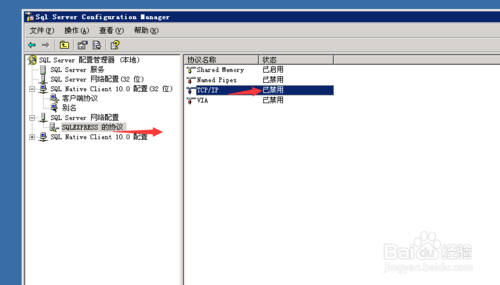 Sql Server Configuration Manager
文件(F) 操作(A) 查看(V) 帮助(H)
SQL Server 配置管理器 (本地)
SQL Server 服务
SQL Server 网络配置(32 位)
SQL Native Client 10.0 配置(32 位)
客户端协议
别名
SQL Server 网络配置
SQLEXPRESS 的协议
SQL Native Client 10.0 配置
协议名称 状态
Shared Memory 已启用
Named Pipes 已禁用
TCP/IP 已禁用
VIA 已禁用
Baidu 经验
jingyan.baidu.com